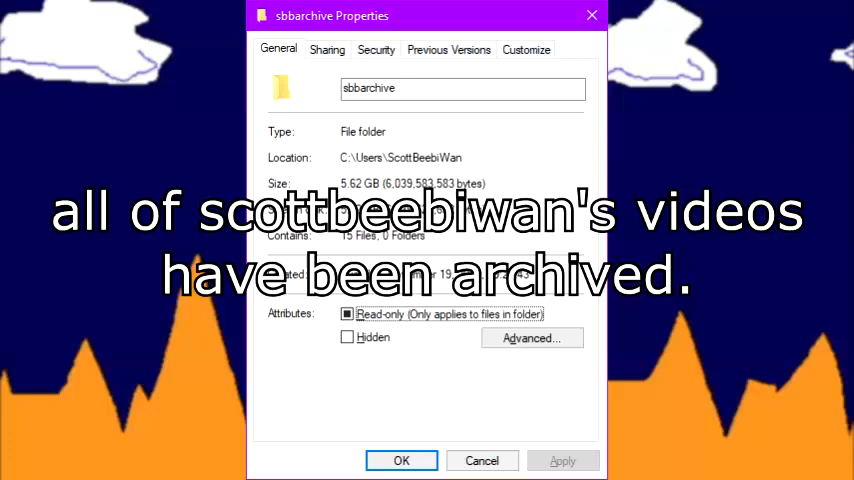 sbbarchive Properties
General Sharing Security Previous Versions Customize
sbbarchive
Type: File folder
Location: C:\Users\ScottBeebiWan
Size: 5.62 GB (6,039,583,583 bytes)
all of scottbeebiwan's videos
Contains: 15 Files, 0 Folders
have been archived.
Attributes: Read-only (Only applies to files in folder)
Hidden Advanced...
OK Cancel Apply